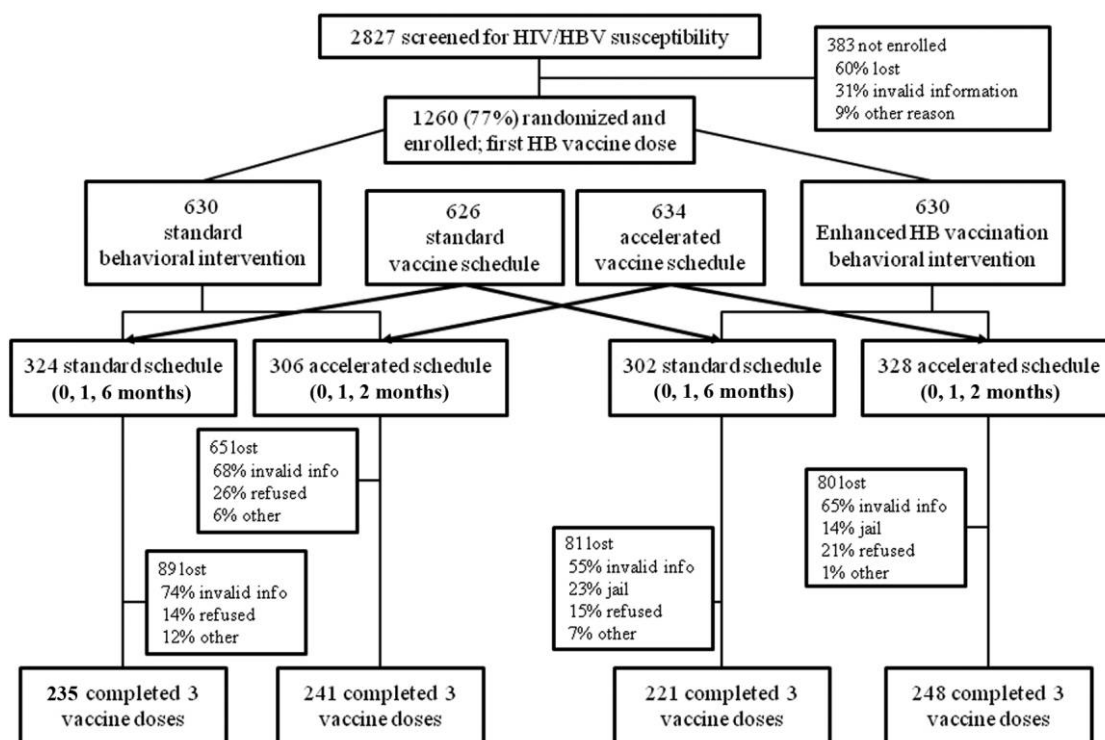 2827 screened for HIV/HBV susceptibility
383 not enrolled
60% lost
31% invalid information
9% other reason
1260 (77%) randomized and
enrolled; first HB vaccine dose
630
standard
behavioral intervention
626
standard
vaccine schedule
634
accelerated
vaccine schedule
630
Enhanced HB vaccination
behavioral intervention
324 standard schedule
(0, 1, 6 months)
306 accelerated schedule
(0, 1, 2 months)
302 standard schedule
(0, 1, 6 months)
328 accelerated schedule
(0, 1, 2 months)
65 lost
68% invalid info
26% refused
6% other
80 lost
65% invalid info
14% jail
21% refused
1% other
89 lost
74% invalid info
14% refused
12% other
81 lost
55% invalid info
23% jail
15% refused
7% other
235 completed 3
vaccine doses
241 completed 3
vaccine doses
221 completed 3
vaccine doses
248 completed 3
vaccine doses